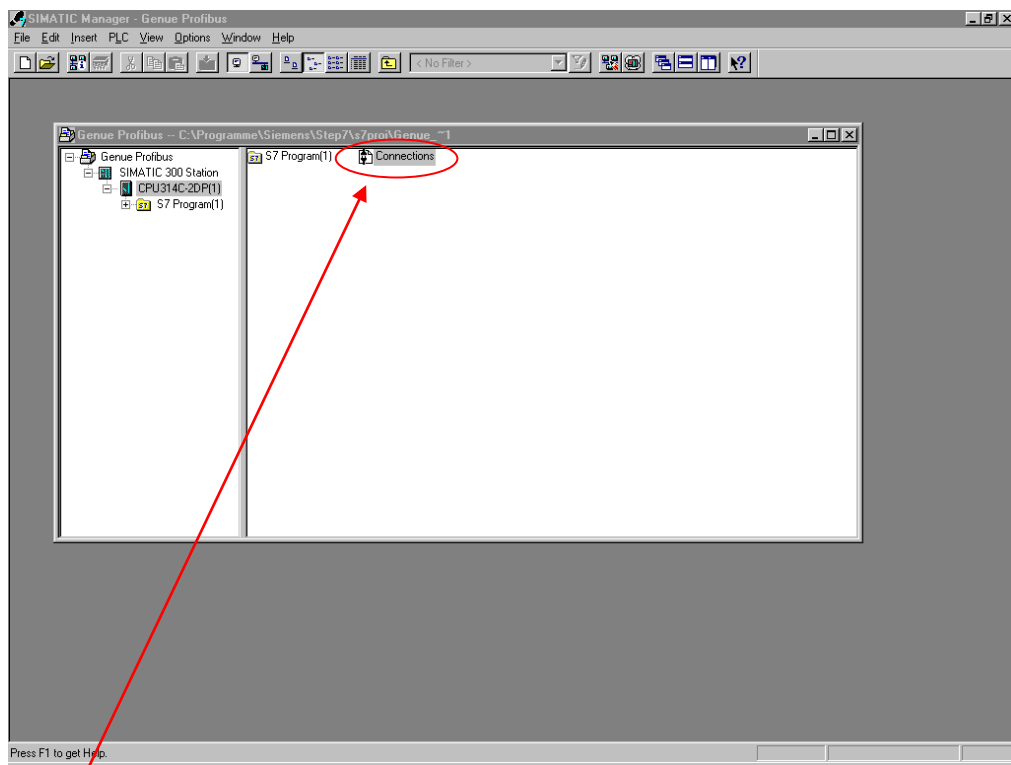 SIMATIC Manager - Genue Profibus
File Edit Insert PLC View Options Window Help
< No Filter >
Genue Profibus -- C:\Programme\Siemens\Step7\s7proj\Genue_~1
Genue Profibus
SIMATIC 300 Station
CPU314C-2DP(1)
S7 Program(1)
S7 Program(1)
Connections
Press F1 to get Help.